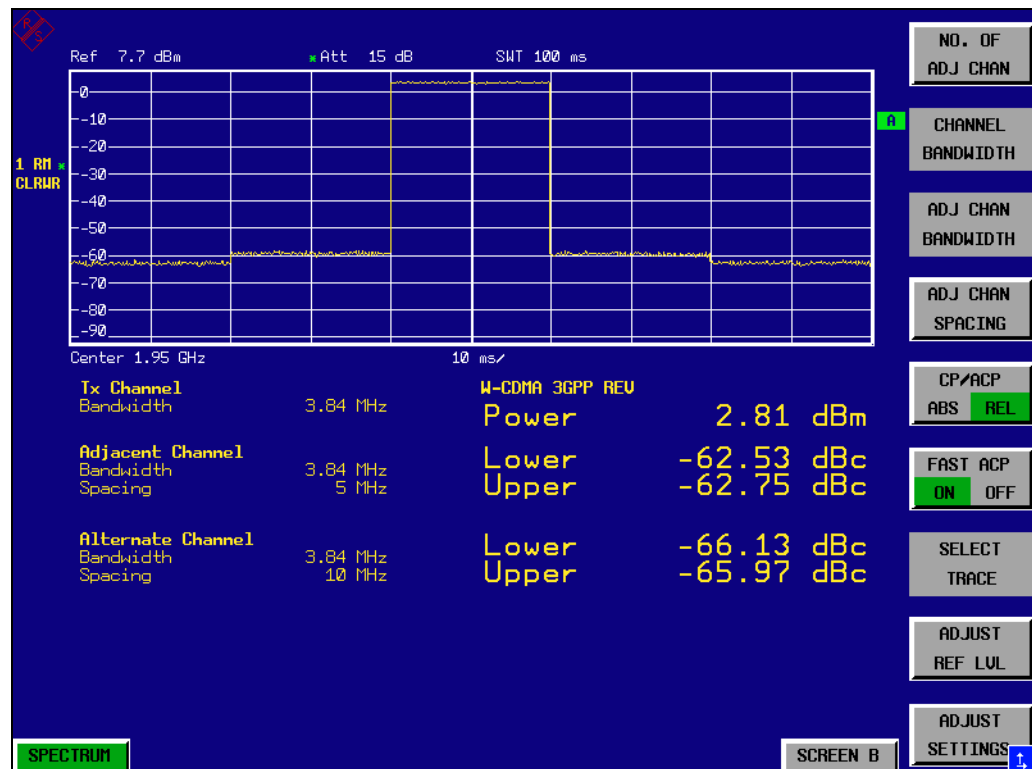 R S
Ref 7.7 dBm *Att 15 dB SWT 100 ms
1 RM *
CLRWR
0
-10
-20
-30
-40
-50
-60
-70
-80
-90
A
Center 1.95 GHz 10 ms/
Tx Channel W-CDMA 3GPP REV
Bandwidth 3.84 MHz Power 2.81 dBm
Adjacent Channel Lower -62.53 dBc
Bandwidth 3.84 MHz Upper -62.75 dBc
Spacing 5 MHz
Alternate Channel Lower -66.13 dBc
Bandwidth 3.84 MHz Upper -65.97 dBc
Spacing 10 MHz
NO. OF
ADJ CHAN
CHANNEL
BANDWIDTH
ADJ CHAN
BANDWIDTH
ADJ CHAN
SPACING
CP/ACP
ABS REL
FAST ACP
ON OFF
SELECT
TRACE
ADJUST
REF LVL
ADJUST
SETTINGS
SPECTRUM SCREEN B